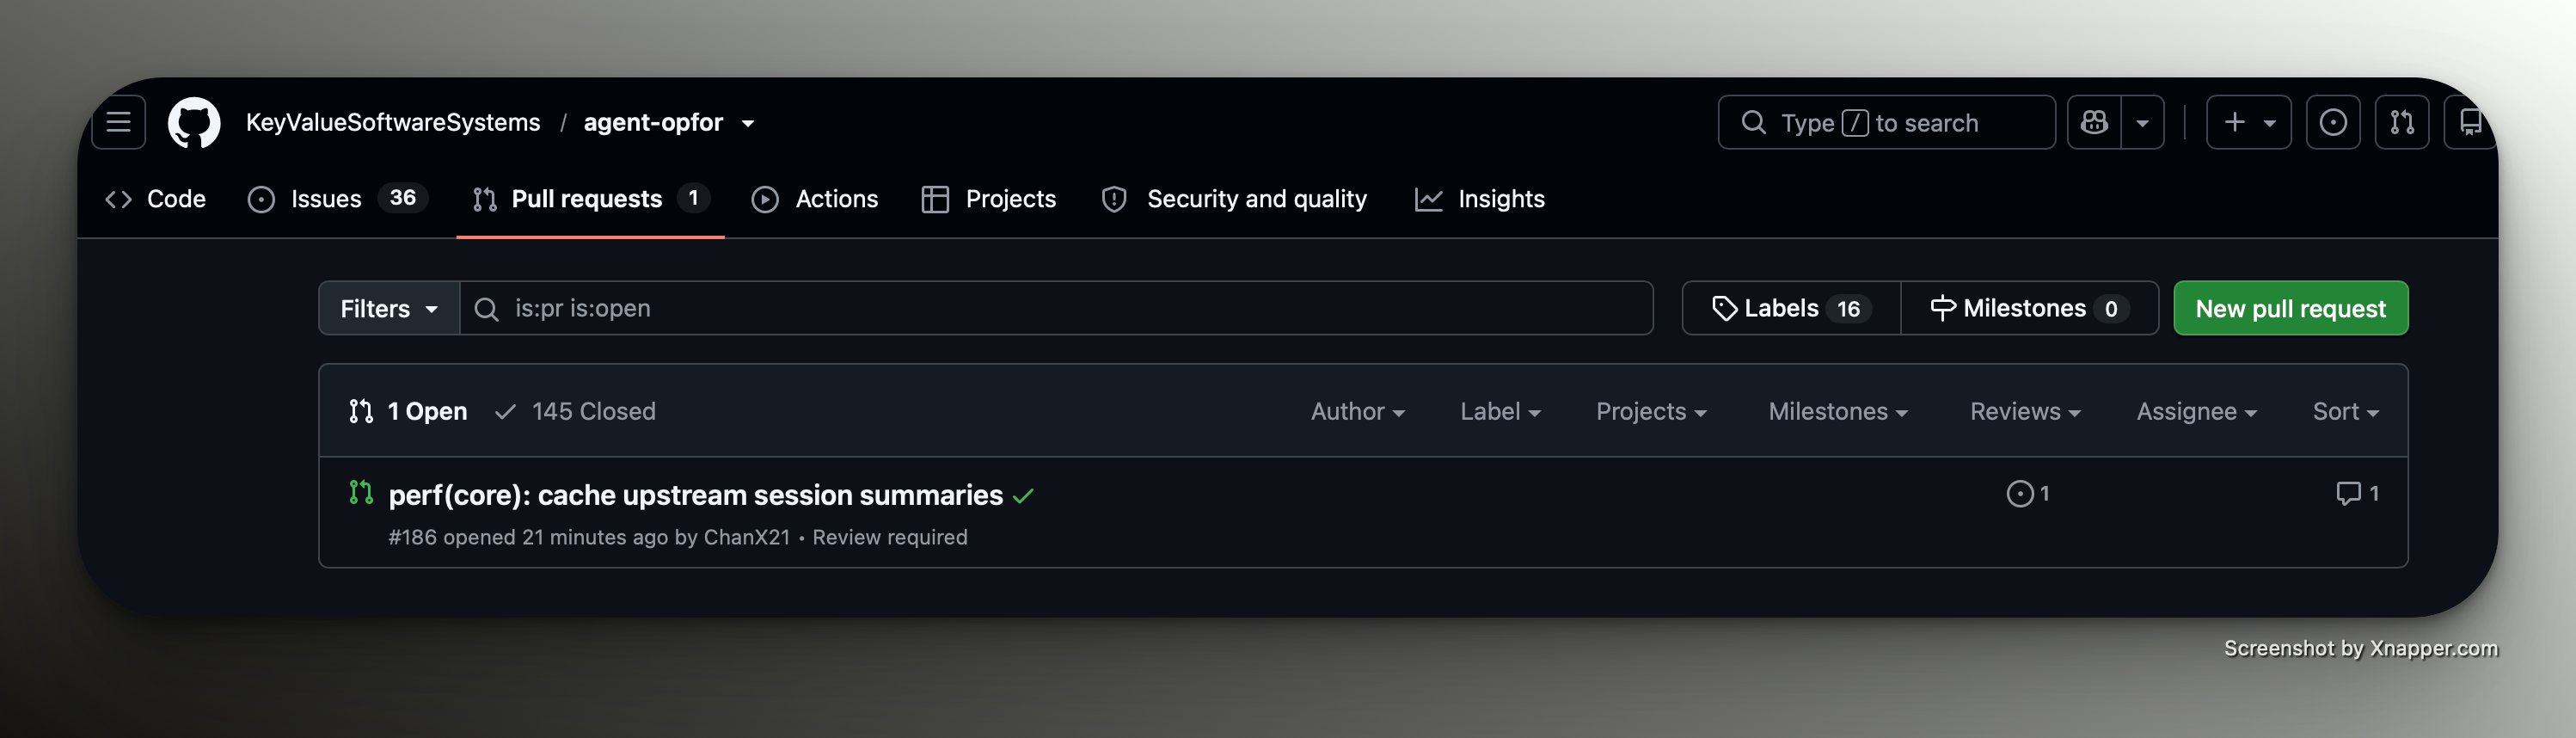 KeyValueSoftwareSystems / agent-opfor
Type / to search
Code Issues 36 Pull requests 1 Actions Projects Security and quality Insights
Filters is:pr is:open Labels 16 Milestones 0 New pull request
1 Open 145 Closed Author Label Projects Milestones Reviews Assignee Sort
perf(core): cache upstream session summaries 1 1
#186 opened 21 minutes ago by ChanX21 • Review required
Screenshot by Xnapper.com